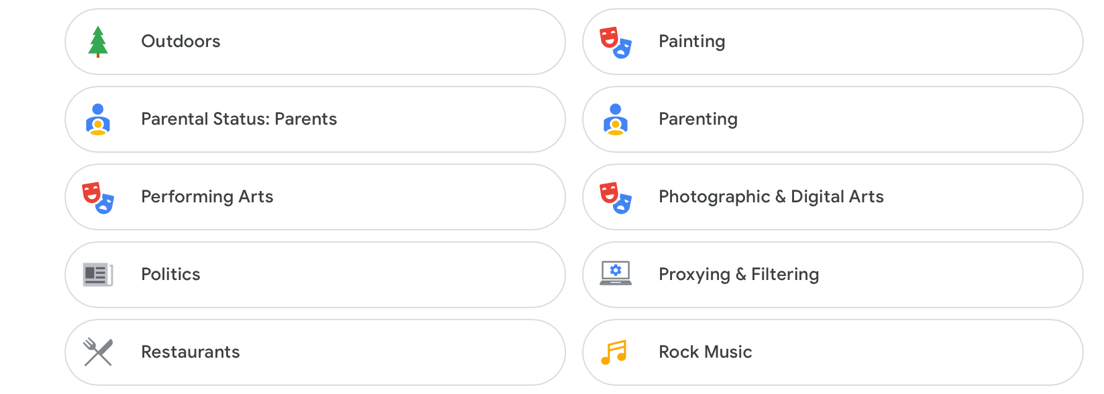 Outdoors
Painting
Parental Status: Parents
Parenting
Performing Arts
Photographic & Digital Arts
Politics
Proxying & Filtering
Restaurants
Rock Music